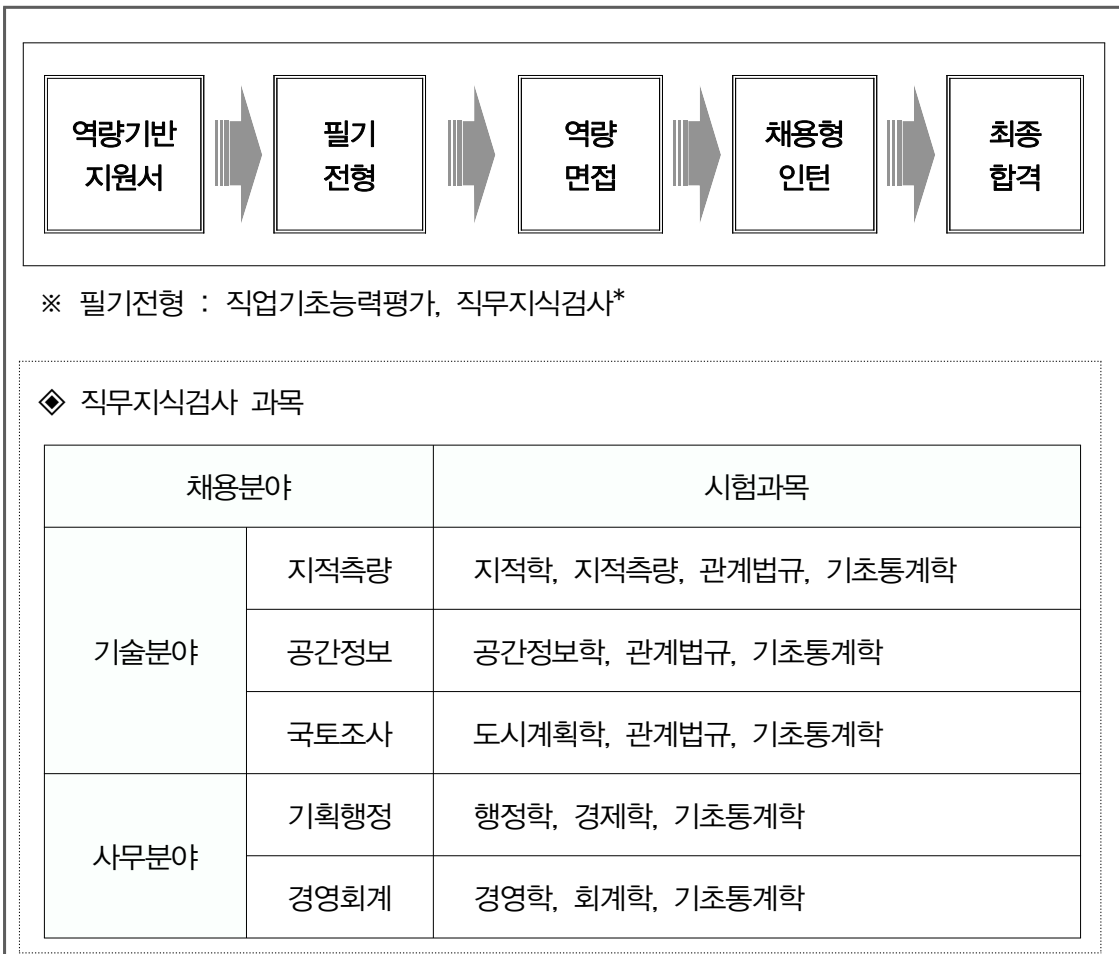 역량기반
지원서
필기
전형
역량
면접
채용형
인턴
최종
합격
※ 필기전형 : 직업기초능력평가, 직무지식검사*
◈ 직무지식검사 과목
채용분야 시험과목
기술분야
지적측량 지적학, 지적측량, 관계법규, 기초통계학
공간정보 공간정보학, 관계법규, 기초통계학
국토조사 도시계획학, 관계법규, 기초통계학
사무분야
기획행정 행정학, 경제학, 기초통계학
경영회계 경영학, 회계학, 기초통계학